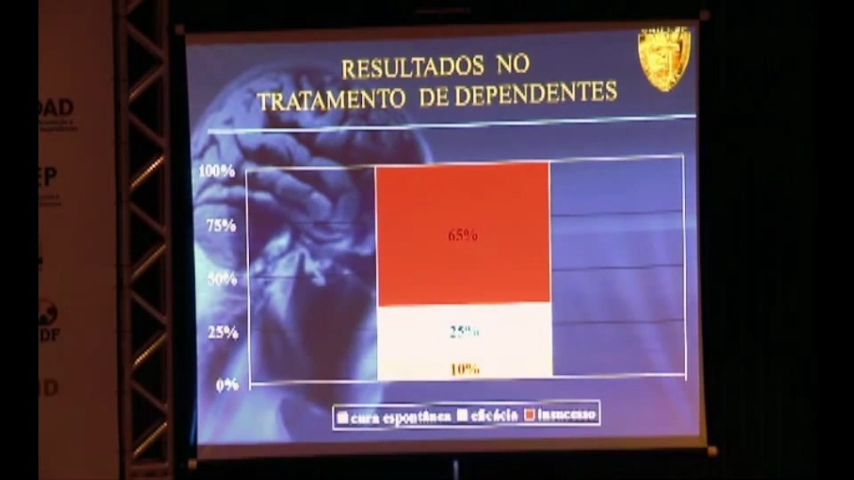 RESULTADOS NO
TRATAMENTO DE DEPENDENTES
100%
75%
50%
25%
0%
65%
25%
10%
cura espontânea eficácia insucesso
DAD
EP
DF
ID